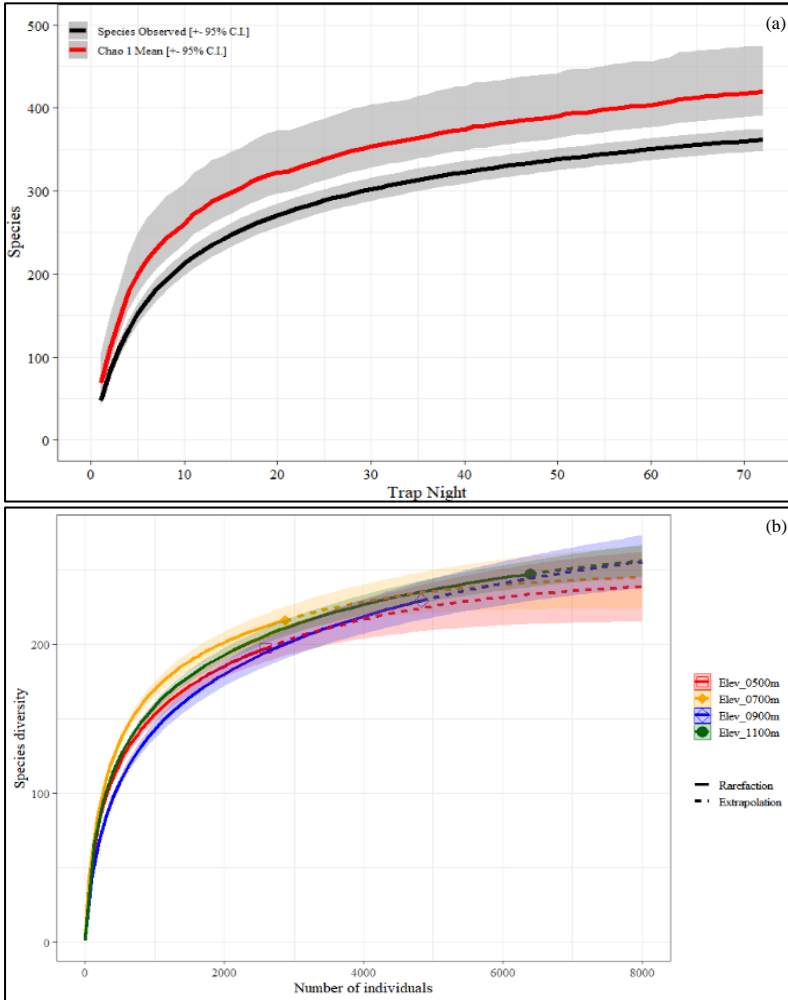 (a)
Species Observed [+- 95% C.I.]
Chao 1 Mean [+- 95% C.I.]
500
400
300
200
100
0
Species
0 10 20 30 40 50 60 70
Trap Night
(b)
200
100
0
Species diversity
0 2000 4000 6000 8000
Number of individuals
Elev_0500m
Elev_0700m
Elev_0900m
Elev_1100m
Rarefaction
Extrapolation